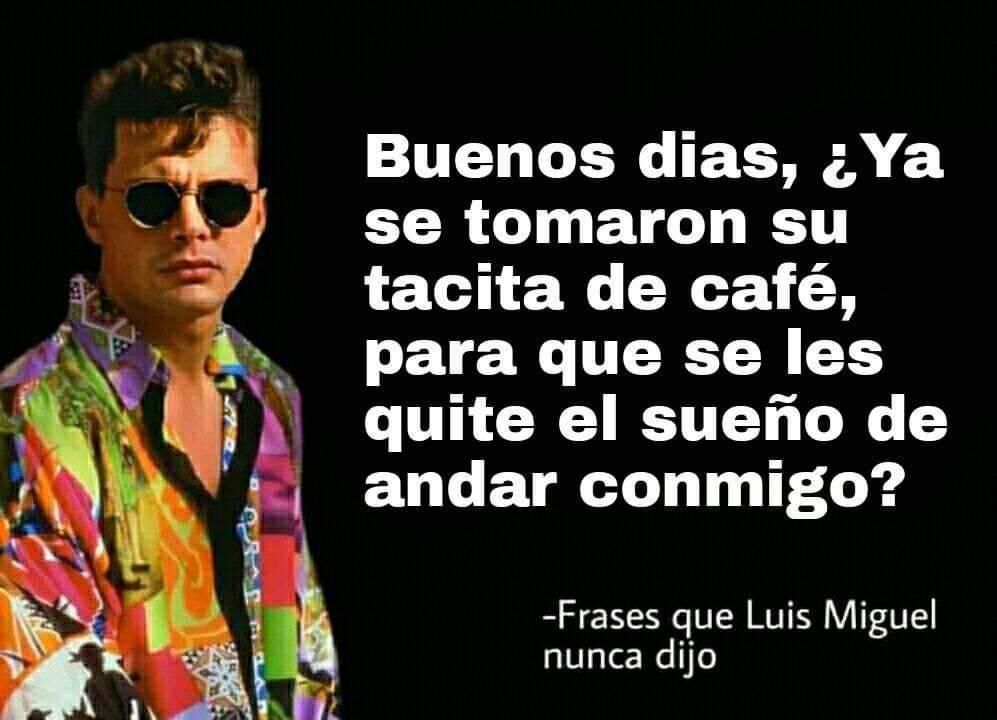 Buenos dias, ¿Ya
se tomaron su
tacita de café,
para que se les
quite el sueño de
andar conmigo?
-Frases que Luis Miguel
nunca dijo